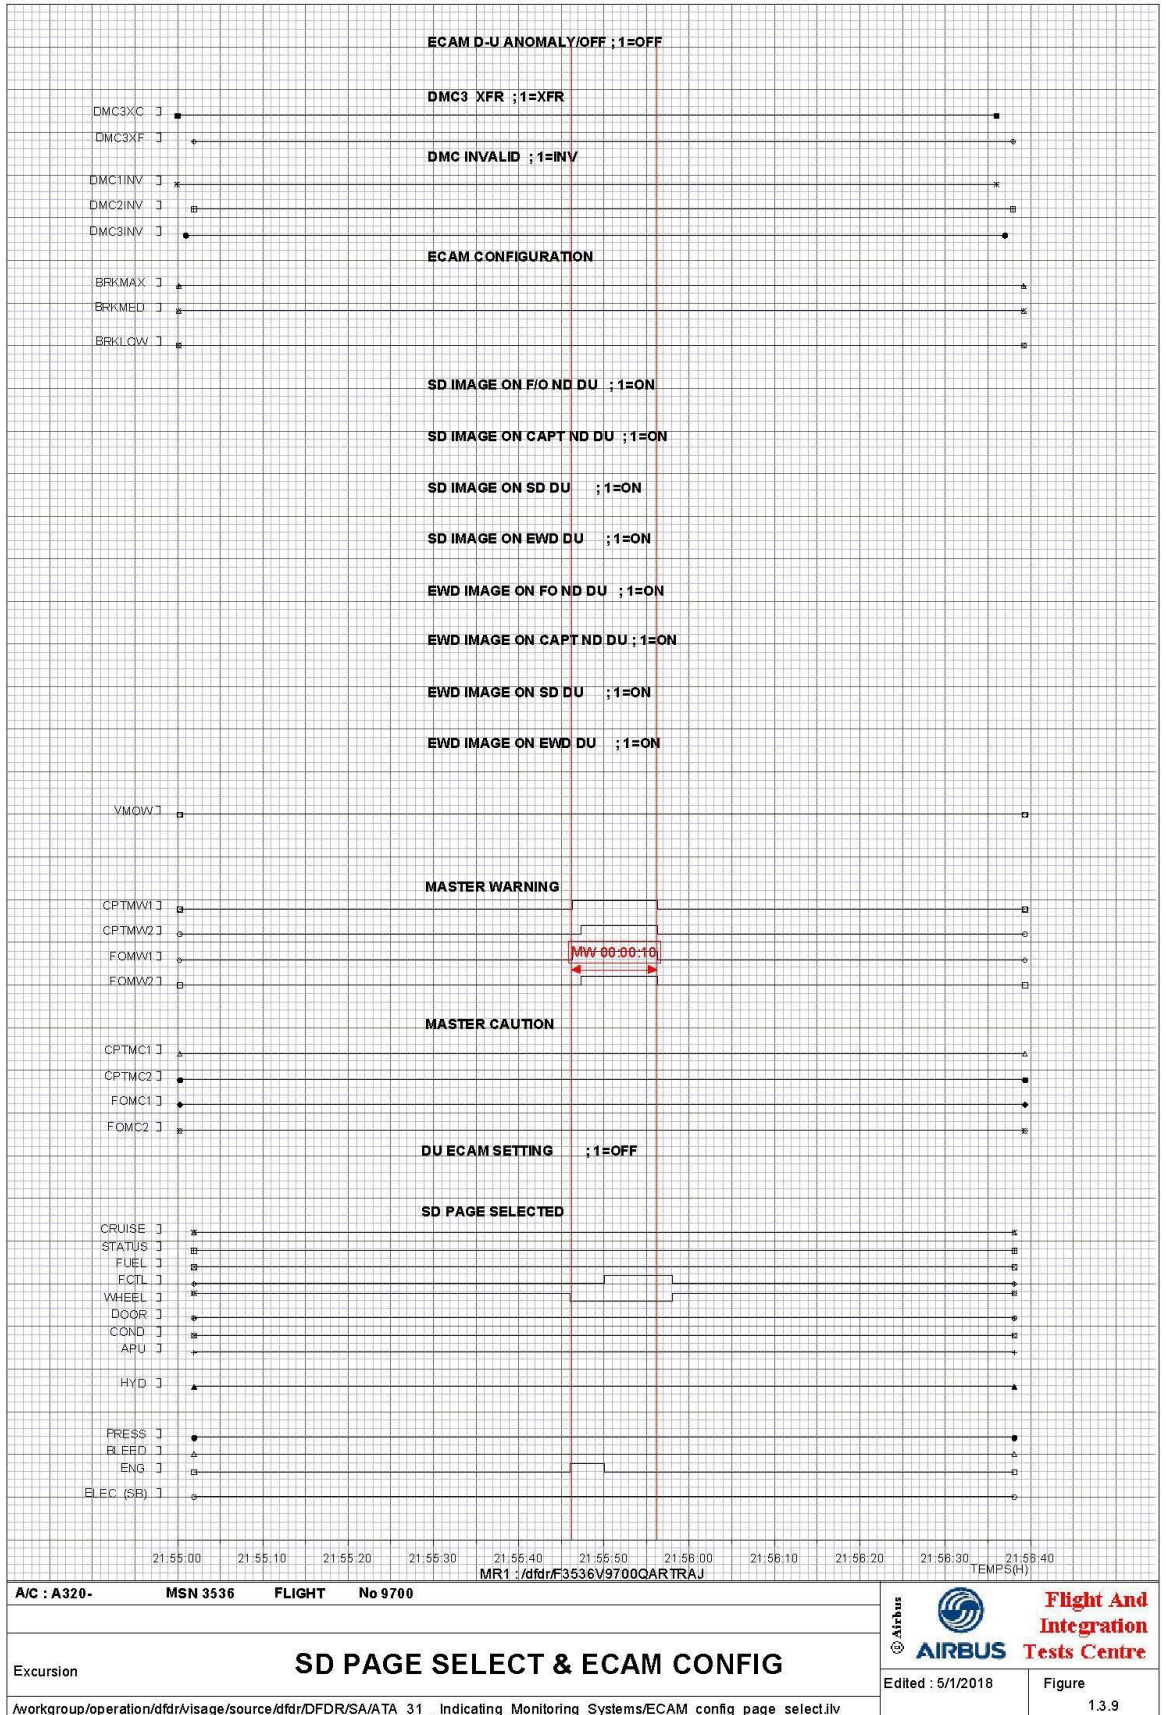 ECAM D-U ANOMALY/OFF ; 1=OFF
DMC3 XFR ; 1=XFR
DMC3XC
DMC3XF
DMC INVALID ; 1=INV
DMC1INV
DMC2INV
DMC3INV
ECAM CONFIGURATION
BRKMAX
BRKMED
BRKLOW
SD IMAGE ON F/O ND DU ; 1=ON
SD IMAGE ON CAPT ND DU ; 1=ON
SD IMAGE ON SD DU ; 1=ON
SD IMAGE ON EWD DU ; 1=ON
EWD IMAGE ON FO ND DU ; 1=ON
EWD IMAGE ON CAPT ND DU ; 1=ON
EWD IMAGE ON SD DU ; 1=ON
EWD IMAGE ON EWD DU ; 1=ON
VMOW
MASTER WARNING
CPTMW1
CPTMW2
FOMW1
MW 00:00:10
FOMW2
MASTER CAUTION
CPTMC1
CPTMC2
FOMC1
FOMC2
DU ECAM SETTING ; 1=OFF
SD PAGE SELECTED
CRUISE
STATUS
FUEL
FCTL
WHEEL
DOOR
COND
APU
HYD
PRESS
BLEED
ENG
ELEC (SB)
21:55:00 21:55:10 21:55:20 21:55:30 21:55:40 21:55:50 21:56:00 21:56:10 21:56:20 21:56:30 21:56:40
TEMPS(H)
MR1 : /dfdr/F3536V9700QARTRAJ
A/C : A320- MSN 3536 FLIGHT No 9700
Excursion
SD PAGE SELECT & ECAM CONFIG
/workgroup/operation/dfdr/visage/source/dfdr/DFDR/SA/ATA_31__Indicating_Monitoring_Systems/ECAM_config_page_select.ilv
© Airbus
AIRBUS
Flight And
Integration
Tests Centre
Edited : 5/1/2018
Figure
1.3.9